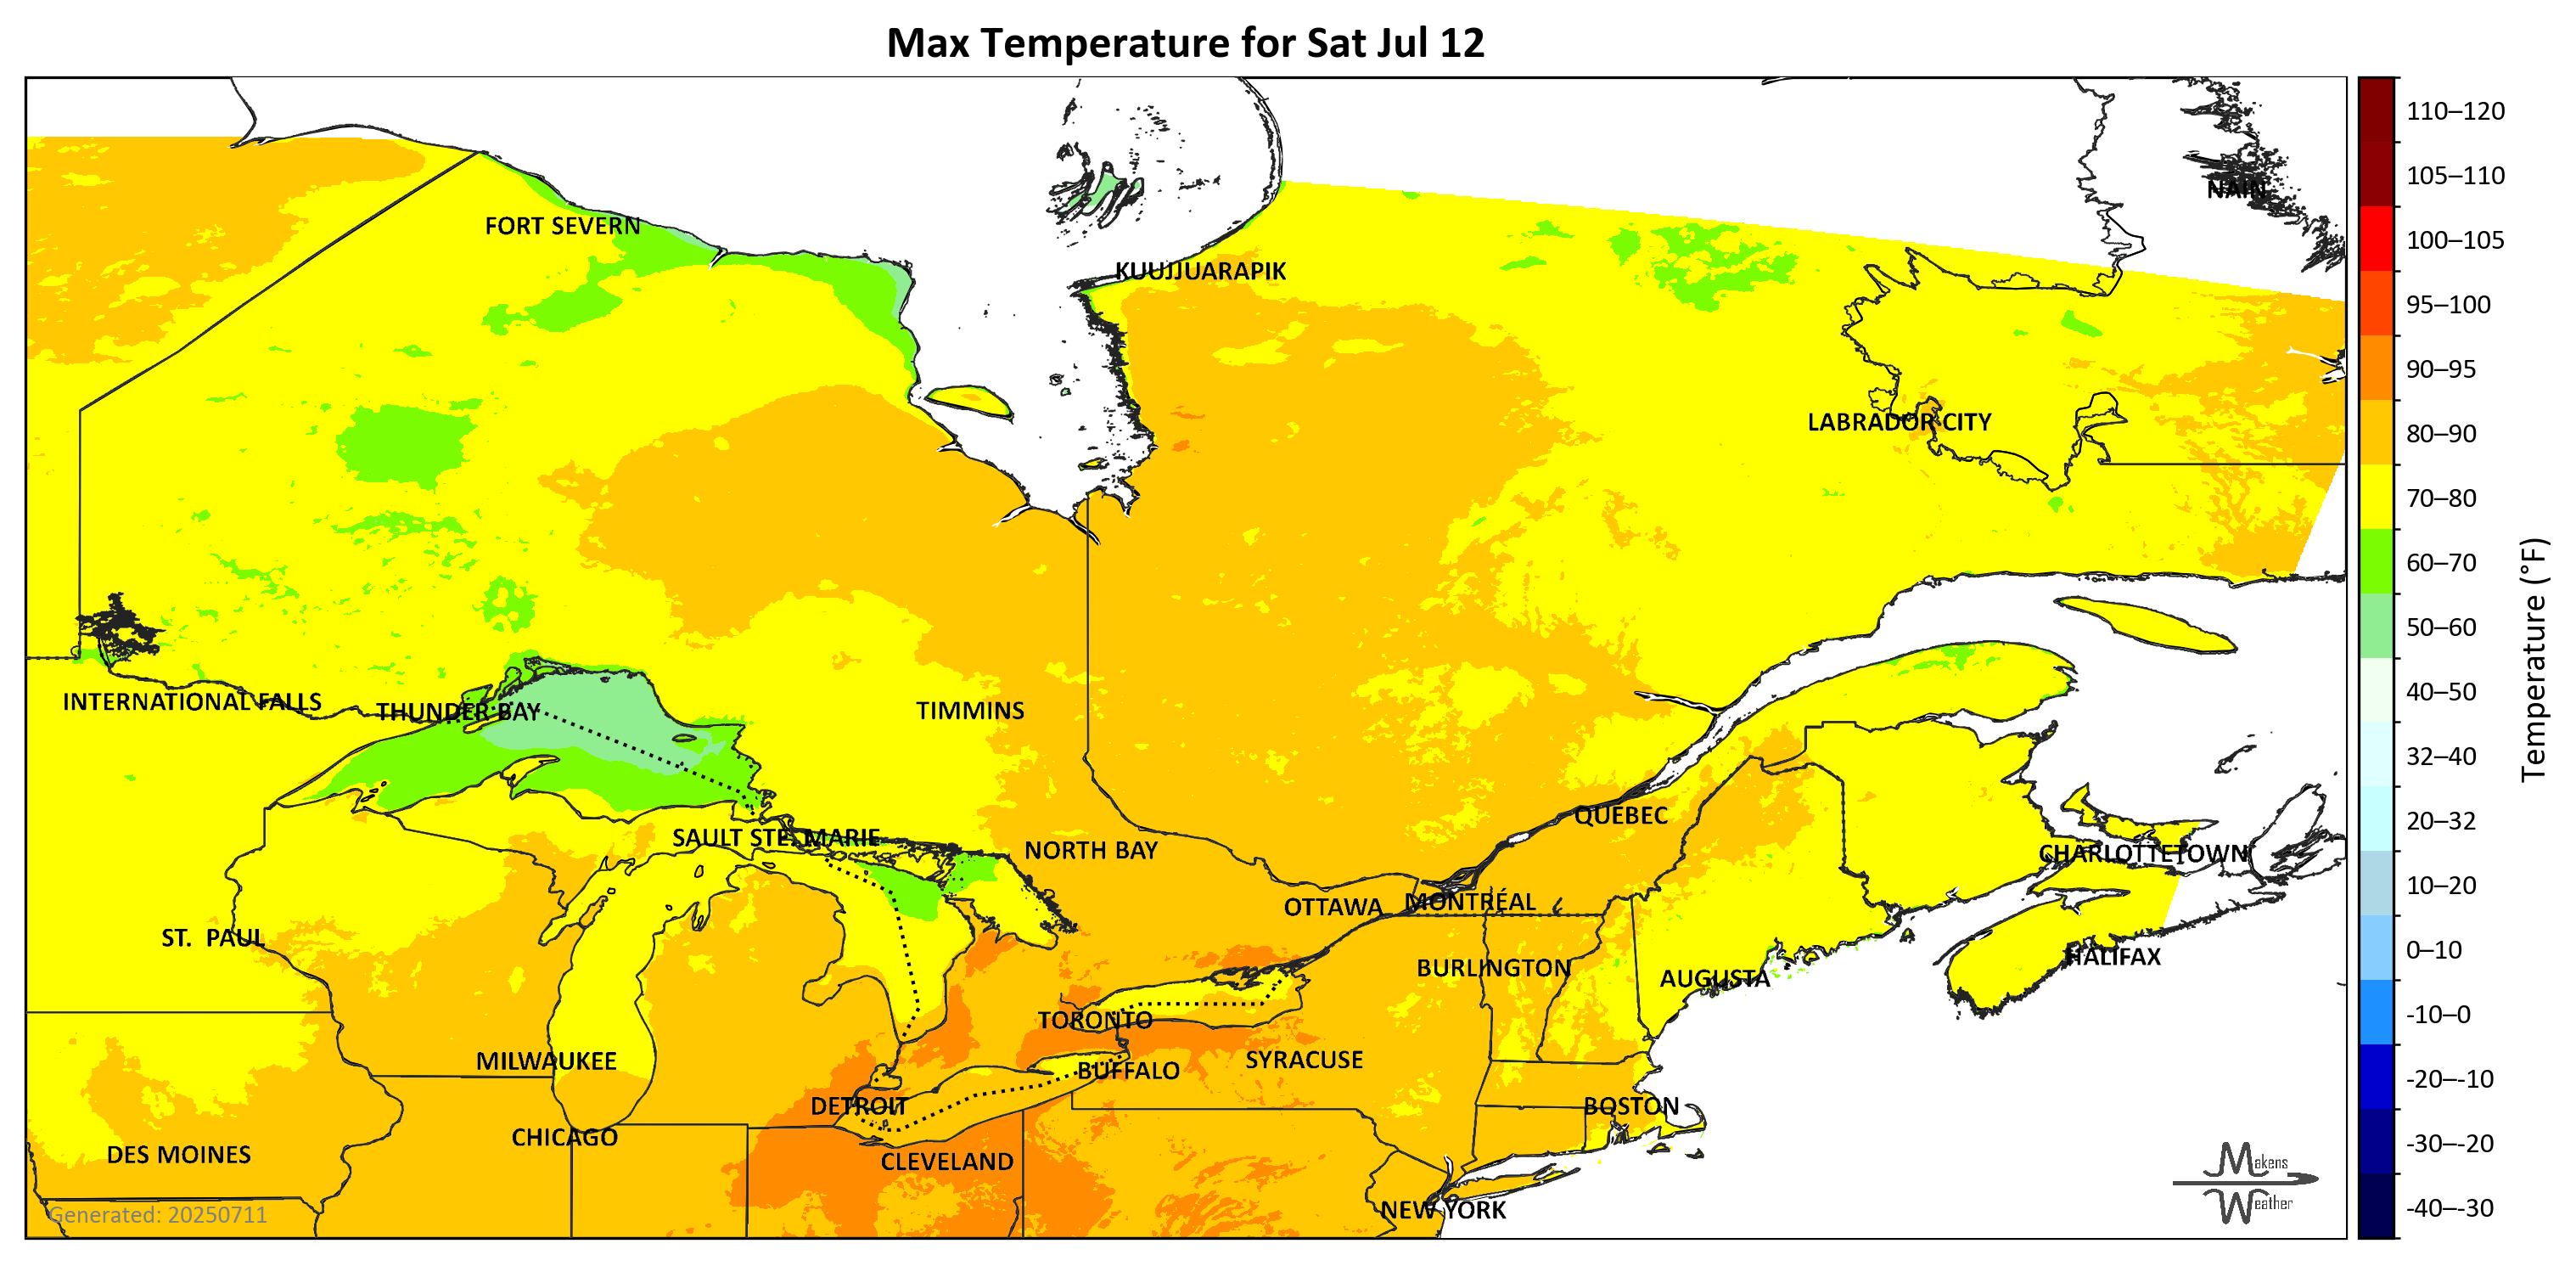 Max Temperature for Sat Jul 12
NAIN
FORT SEVERN
KUUJJUARAPIK
LABRADOR CITY
INTERNATIONAL FALLS
THUNDER BAY
TIMMINS
QUEBEC
SAULT STE. MARIE
NORTH BAY
CHARLOTTETOWN
OTTAWA
MONTRÉAL
ST. PAUL
HALIFAX
BURLINGTON
AUGUSTA
TORONTO
MILWAUKEE
BUFFALO
SYRACUSE
DETROIT
BOSTON
CHICAGO
DES MOINES
CLEVELAND
NEW YORK
Generated: 20250711
Makens
Weather
110–120
105–110
100–105
95–100
90–95
80–90
70–80
60–70
50–60
40–50
32–40
20–32
10–20
0–10
-10–0
-20–-10
-30–-20
-40–-30
Temperature (°F)